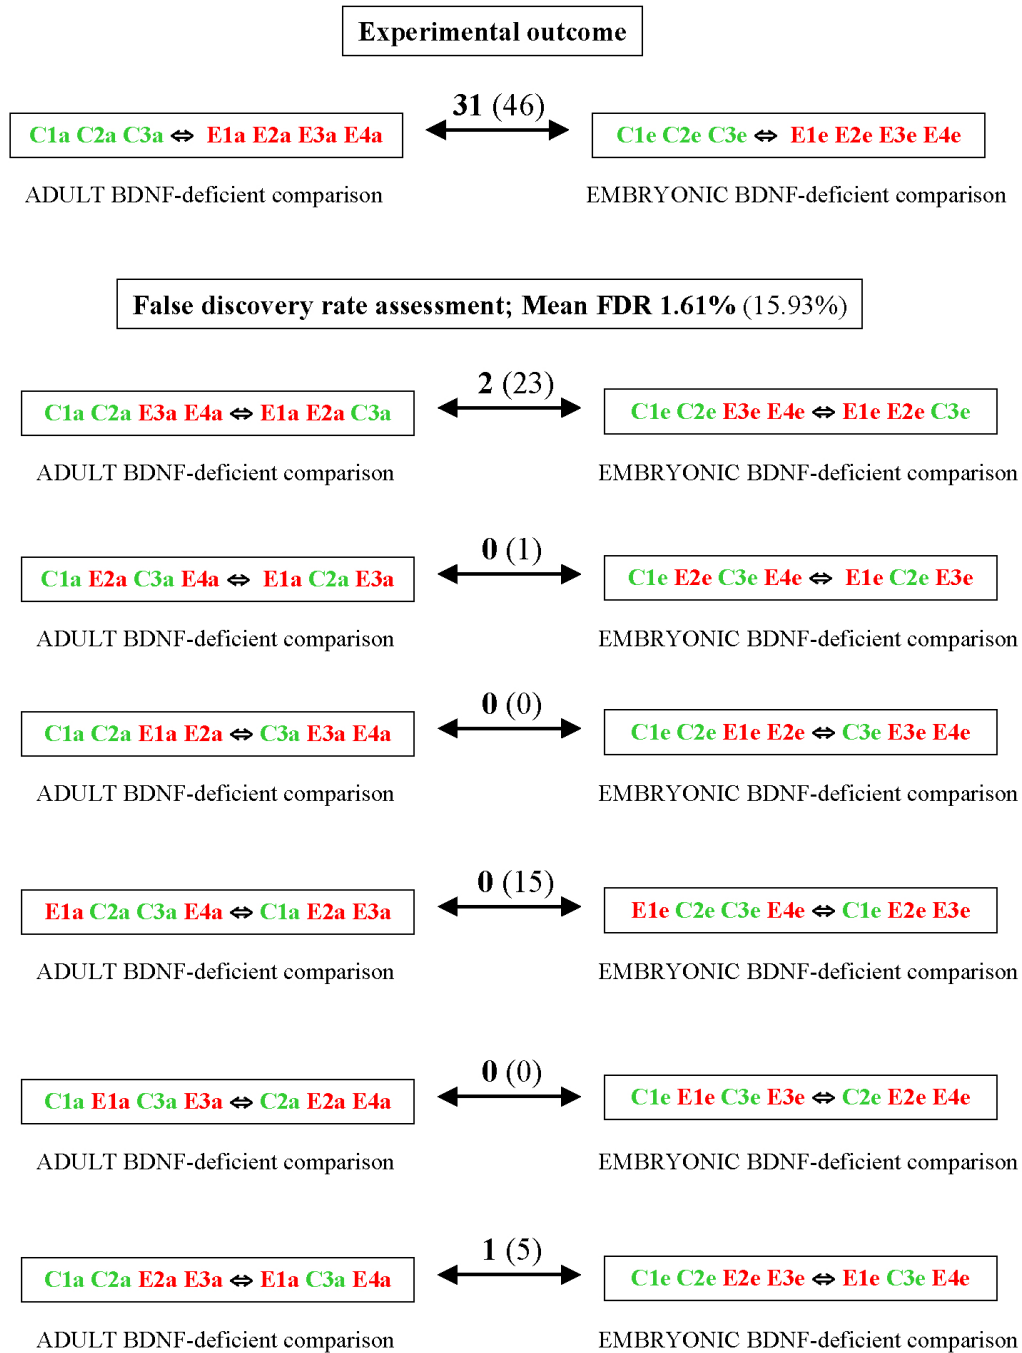 Experimental outcome
31 (46)
C1a C2a C3a ⇔ E1a E2a E3a E4a
C1e C2e C3e ⇔ E1e E2e E3e E4e
ADULT BDNF-deficient comparison
EMBRYONIC BDNF-deficient comparison
False discovery rate assessment; Mean FDR 1.61% (15.93%)
2 (23)
C1a C2a E3a E4a ⇔ E1a E2a C3a
C1e C2e E3e E4e ⇔ E1e E2e C3e
ADULT BDNF-deficient comparison
EMBRYONIC BDNF-deficient comparison
0 (1)
C1a E2a C3a E4a ⇔ E1a C2a E3a
C1e E2e C3e E4e ⇔ E1e C2e E3e
ADULT BDNF-deficient comparison
EMBRYONIC BDNF-deficient comparison
0 (0)
C1a C2a E1a E2a ⇔ C3a E3a E4a
C1e C2e E1e E2e ⇔ C3e E3e E4e
ADULT BDNF-deficient comparison
EMBRYONIC BDNF-deficient comparison
0 (15)
E1a C2a C3a E4a ⇔ C1a E2a E3a
E1e C2e C3e E4e ⇔ C1e E2e E3e
ADULT BDNF-deficient comparison
EMBRYONIC BDNF-deficient comparison
0 (0)
C1a E1a C3a E3a ⇔ C2a E2a E4a
C1e E1e C3e E3e ⇔ C2e E2e E4e
ADULT BDNF-deficient comparison
EMBRYONIC BDNF-deficient comparison
1 (5)
C1a C2a E2a E3a ⇔ E1a C3a E4a
C1e C2e E2e E3e ⇔ E1e C3e E4e
ADULT BDNF-deficient comparison
EMBRYONIC BDNF-deficient comparison